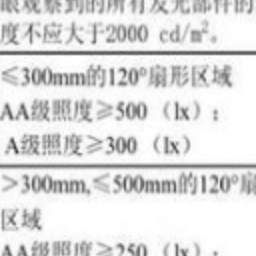 眼观察到的所有发光部件的
度不应大于2000 cd/m²。
≤300mm的120°扇形区域
AA级照度≥500（lx）；
A级照度≥300（lx）
＞300mm,≤500mm的120°扇
区域
AA级照度≥250（lx）；